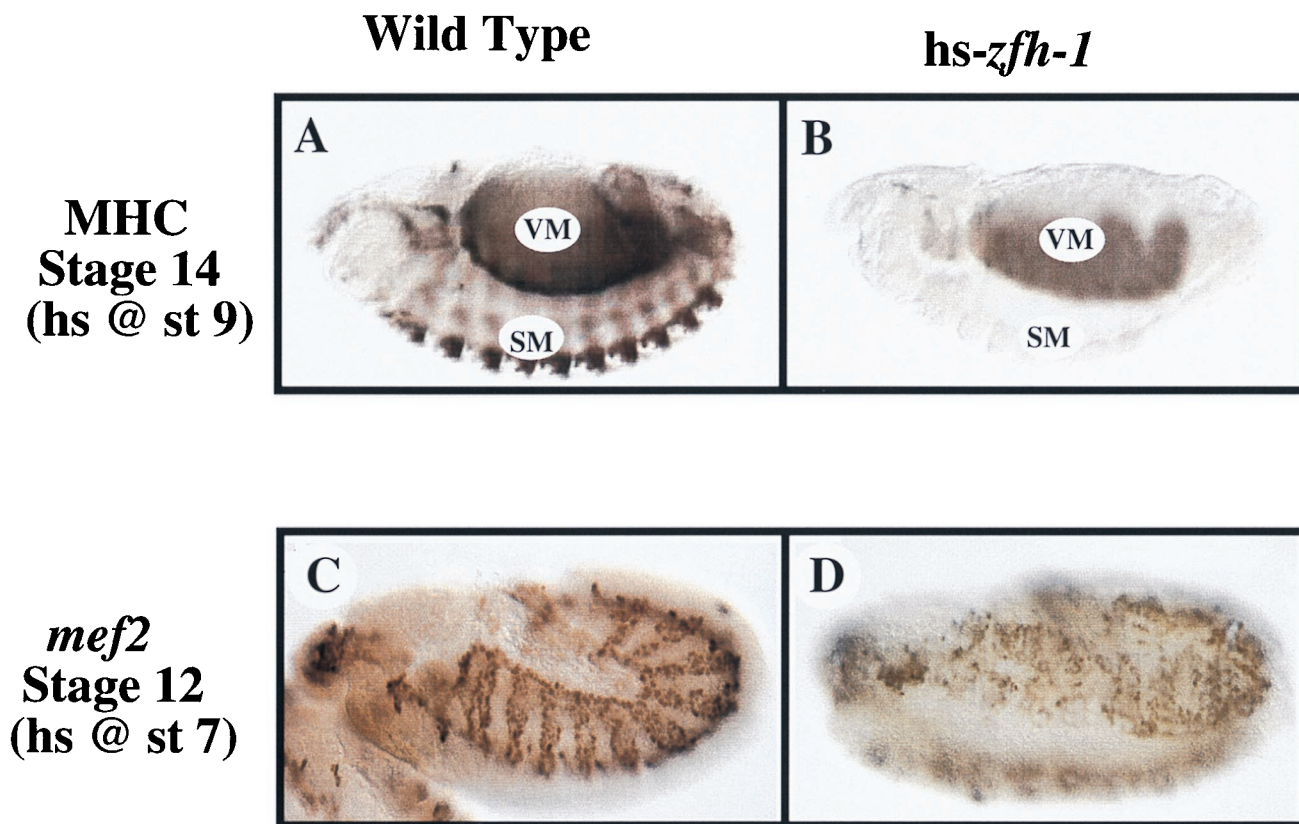 Wild Type
hs-zfh-1
MHC
Stage 14
(hs @ st 9)
A
VM
SM
B
VM
SM
mef2
Stage 12
(hs @ st 7)
C
D